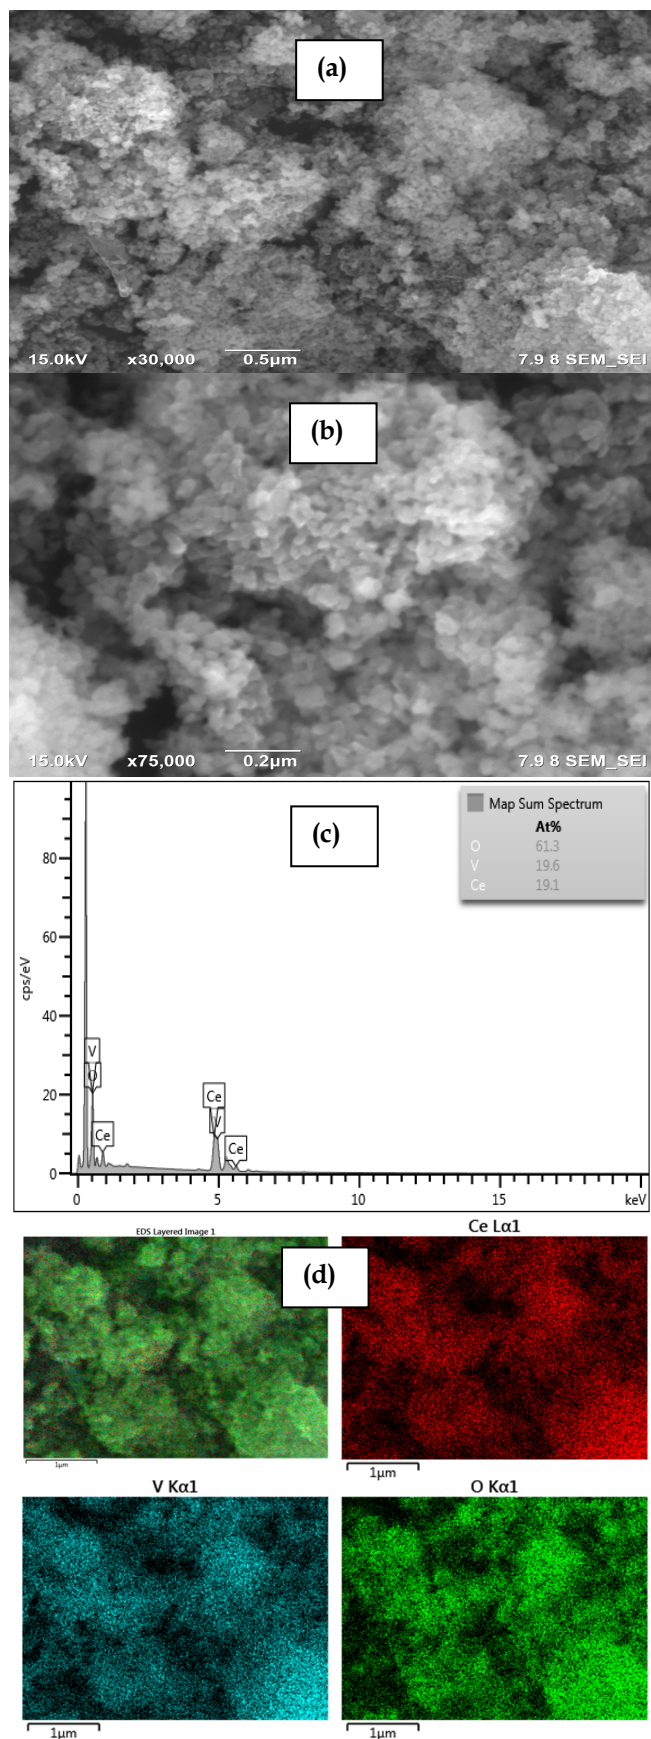 (a)
15.0kV x30,000 0.5µm 7.9 8 SEM_SEI
(b)
15.0kV x75,000 0.2µm 7.9 8 SEM_SEI
(c)
Map Sum Spectrum
At%
O 61.3
V 19.6
Ce 19.1
cps/eV
80
60
40
20
0
V
O
Ce
Ce
V
Ce
0 5 10 15 keV
(d)
EDS Layered Image 1
Ce Lα1
1µm
1µm
V Kα1
O Kα1
1µm
1µm